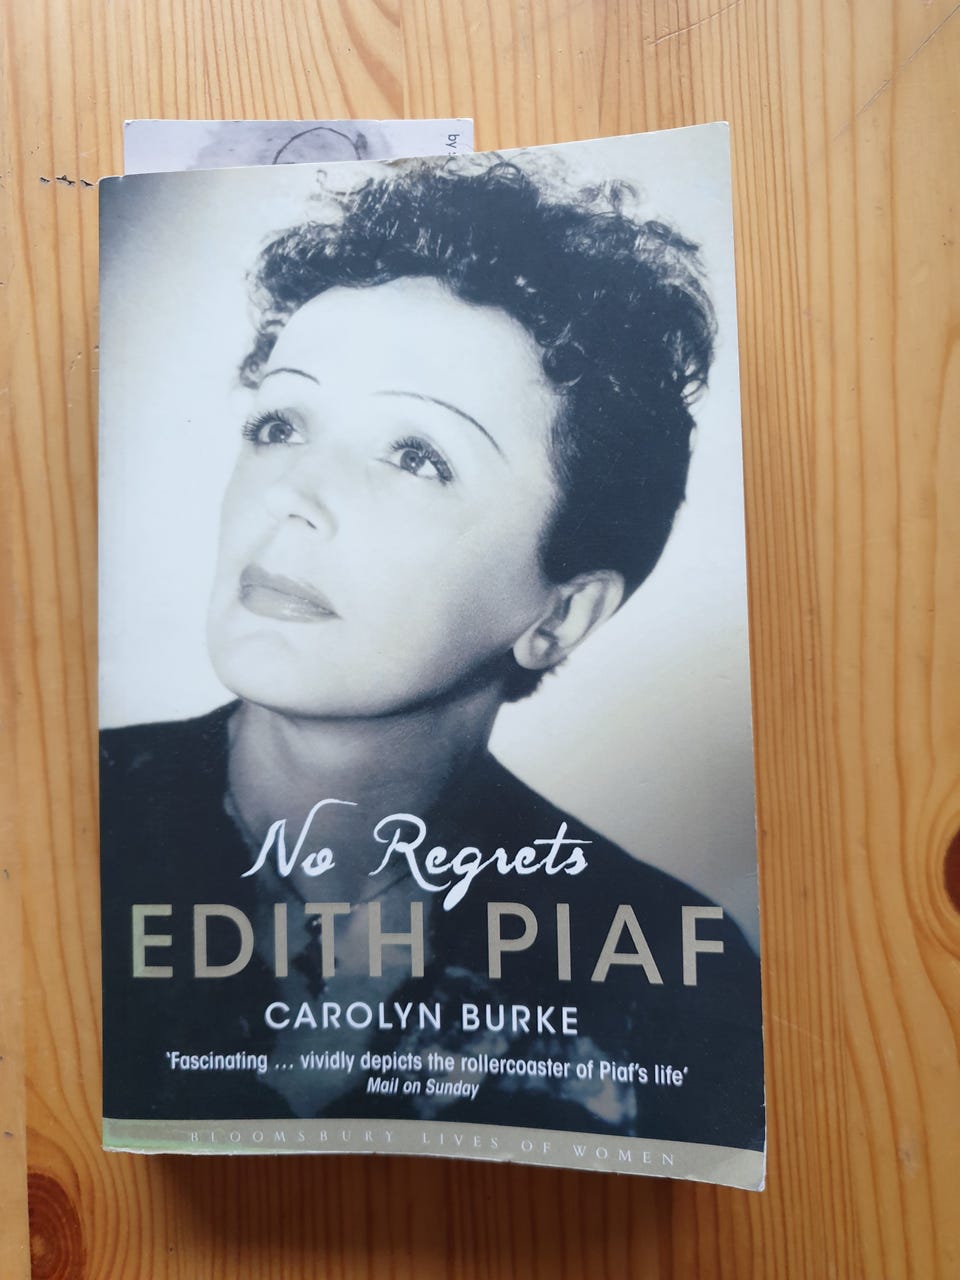 by
No Regrets
EDITH PIAF
CAROLYN BURKE
'Fascinating ... vividly depicts the rollercoaster of Piaf's life'
Mail on Sunday
BLOOMSBURY LIVES OF WOMEN